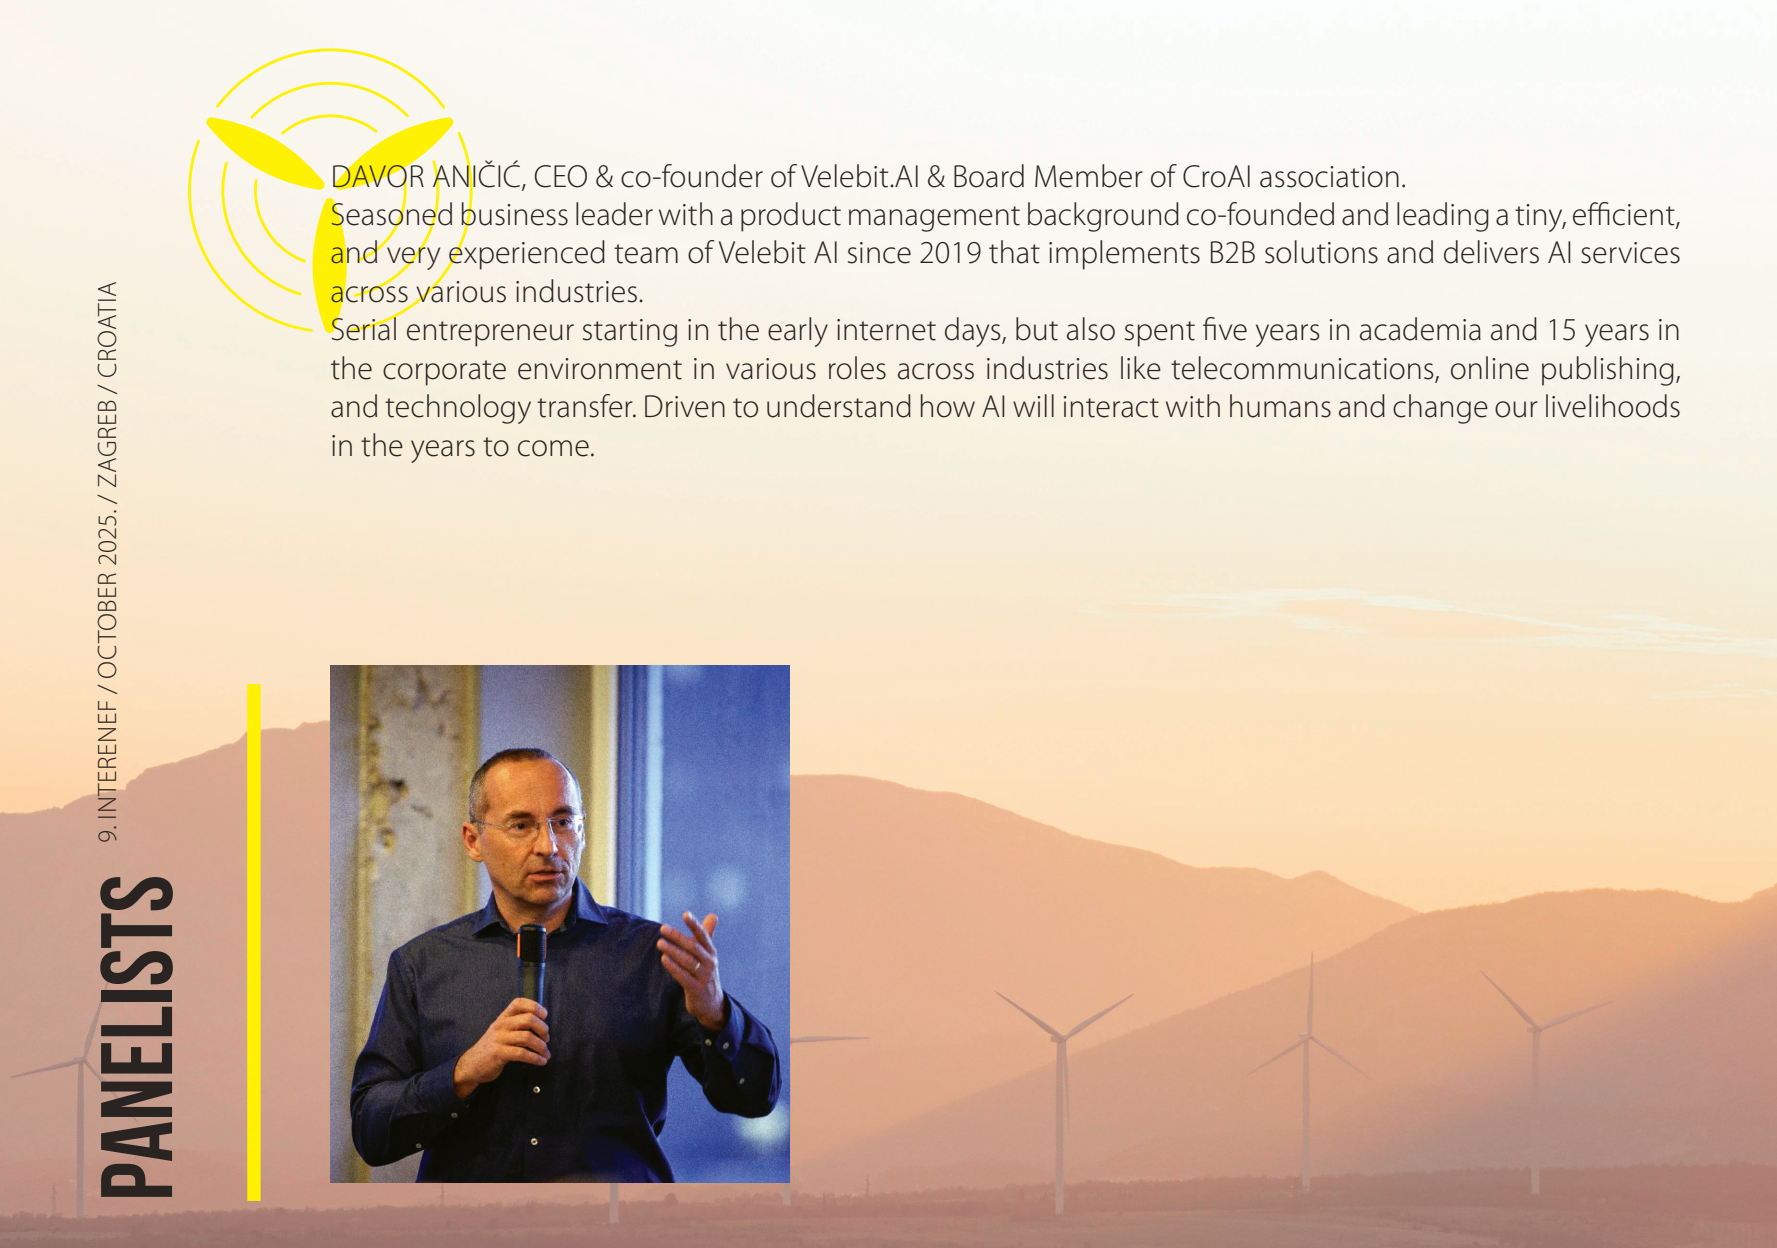 DAVOR ANIČIĆ, CEO & co-founder of Velebit.AI & Board Member of CroAI association.
Seasoned business leader with a product management background co-founded and leading a tiny, efficient,
and very experienced team of Velebit AI since 2019 that implements B2B solutions and delivers AI services
across various industries.
Serial entrepreneur starting in the early internet days, but also spent five years in academia and 15 years in
the corporate environment in various roles across industries like telecommunications, online publishing,
and technology transfer. Driven to understand how AI will interact with humans and change our livelihoods
in the years to come.
PANELISTS
9. INTERENEF / OCTOBER 2025. / ZAGREB / CROATIA